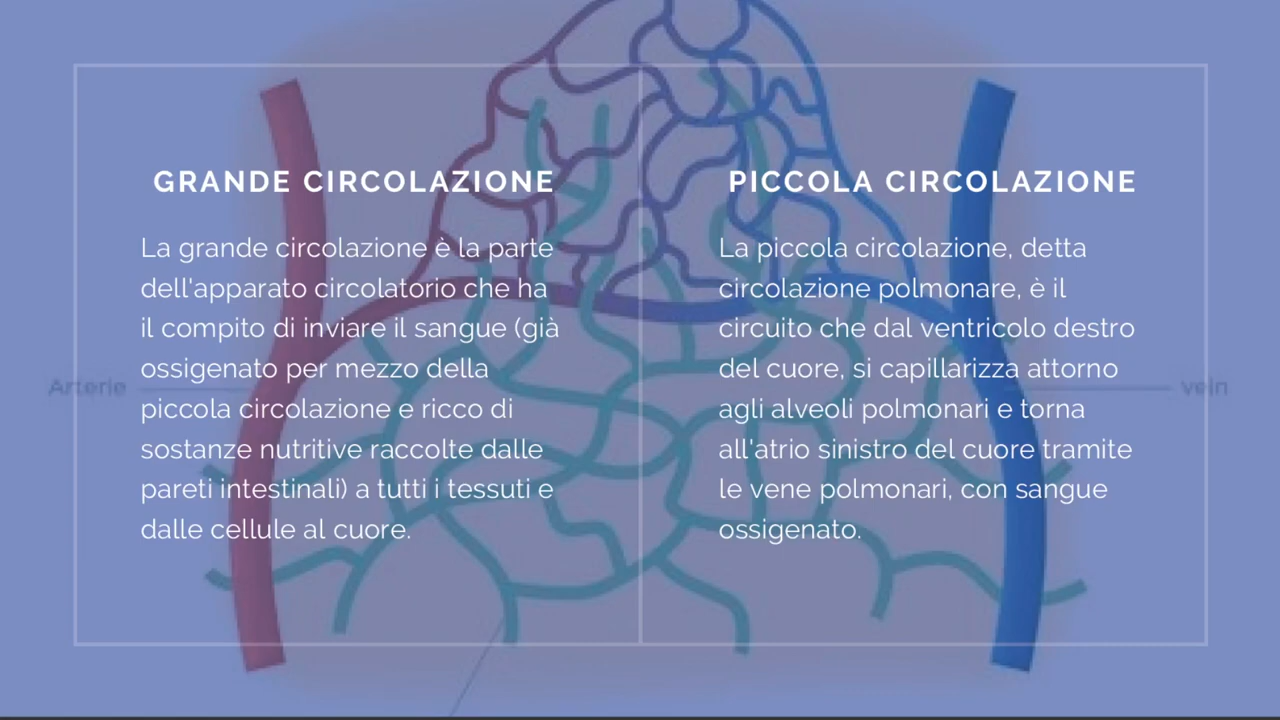 GRANDE CIRCOLAZIONE
La grande circolazione è la parte
dell'apparato circolatorio che ha
il compito di inviare il sangue (già
ossigenato per mezzo della
piccola circolazione e ricco di
sostanze nutritive raccolte dalle
pareti intestinali) a tutti i tessuti e
dalle cellule al cuore.
PICCOLA CIRCOLAZIONE
La piccola circolazione, detta
circolazione polmonare, è il
circuito che dal ventricolo destro
del cuore, si capillarizza attorno
agli alveoli polmonari e torna
all'atrio sinistro del cuore tramite
le vene polmonari, con sangue
ossigenato.
Arterie
vein